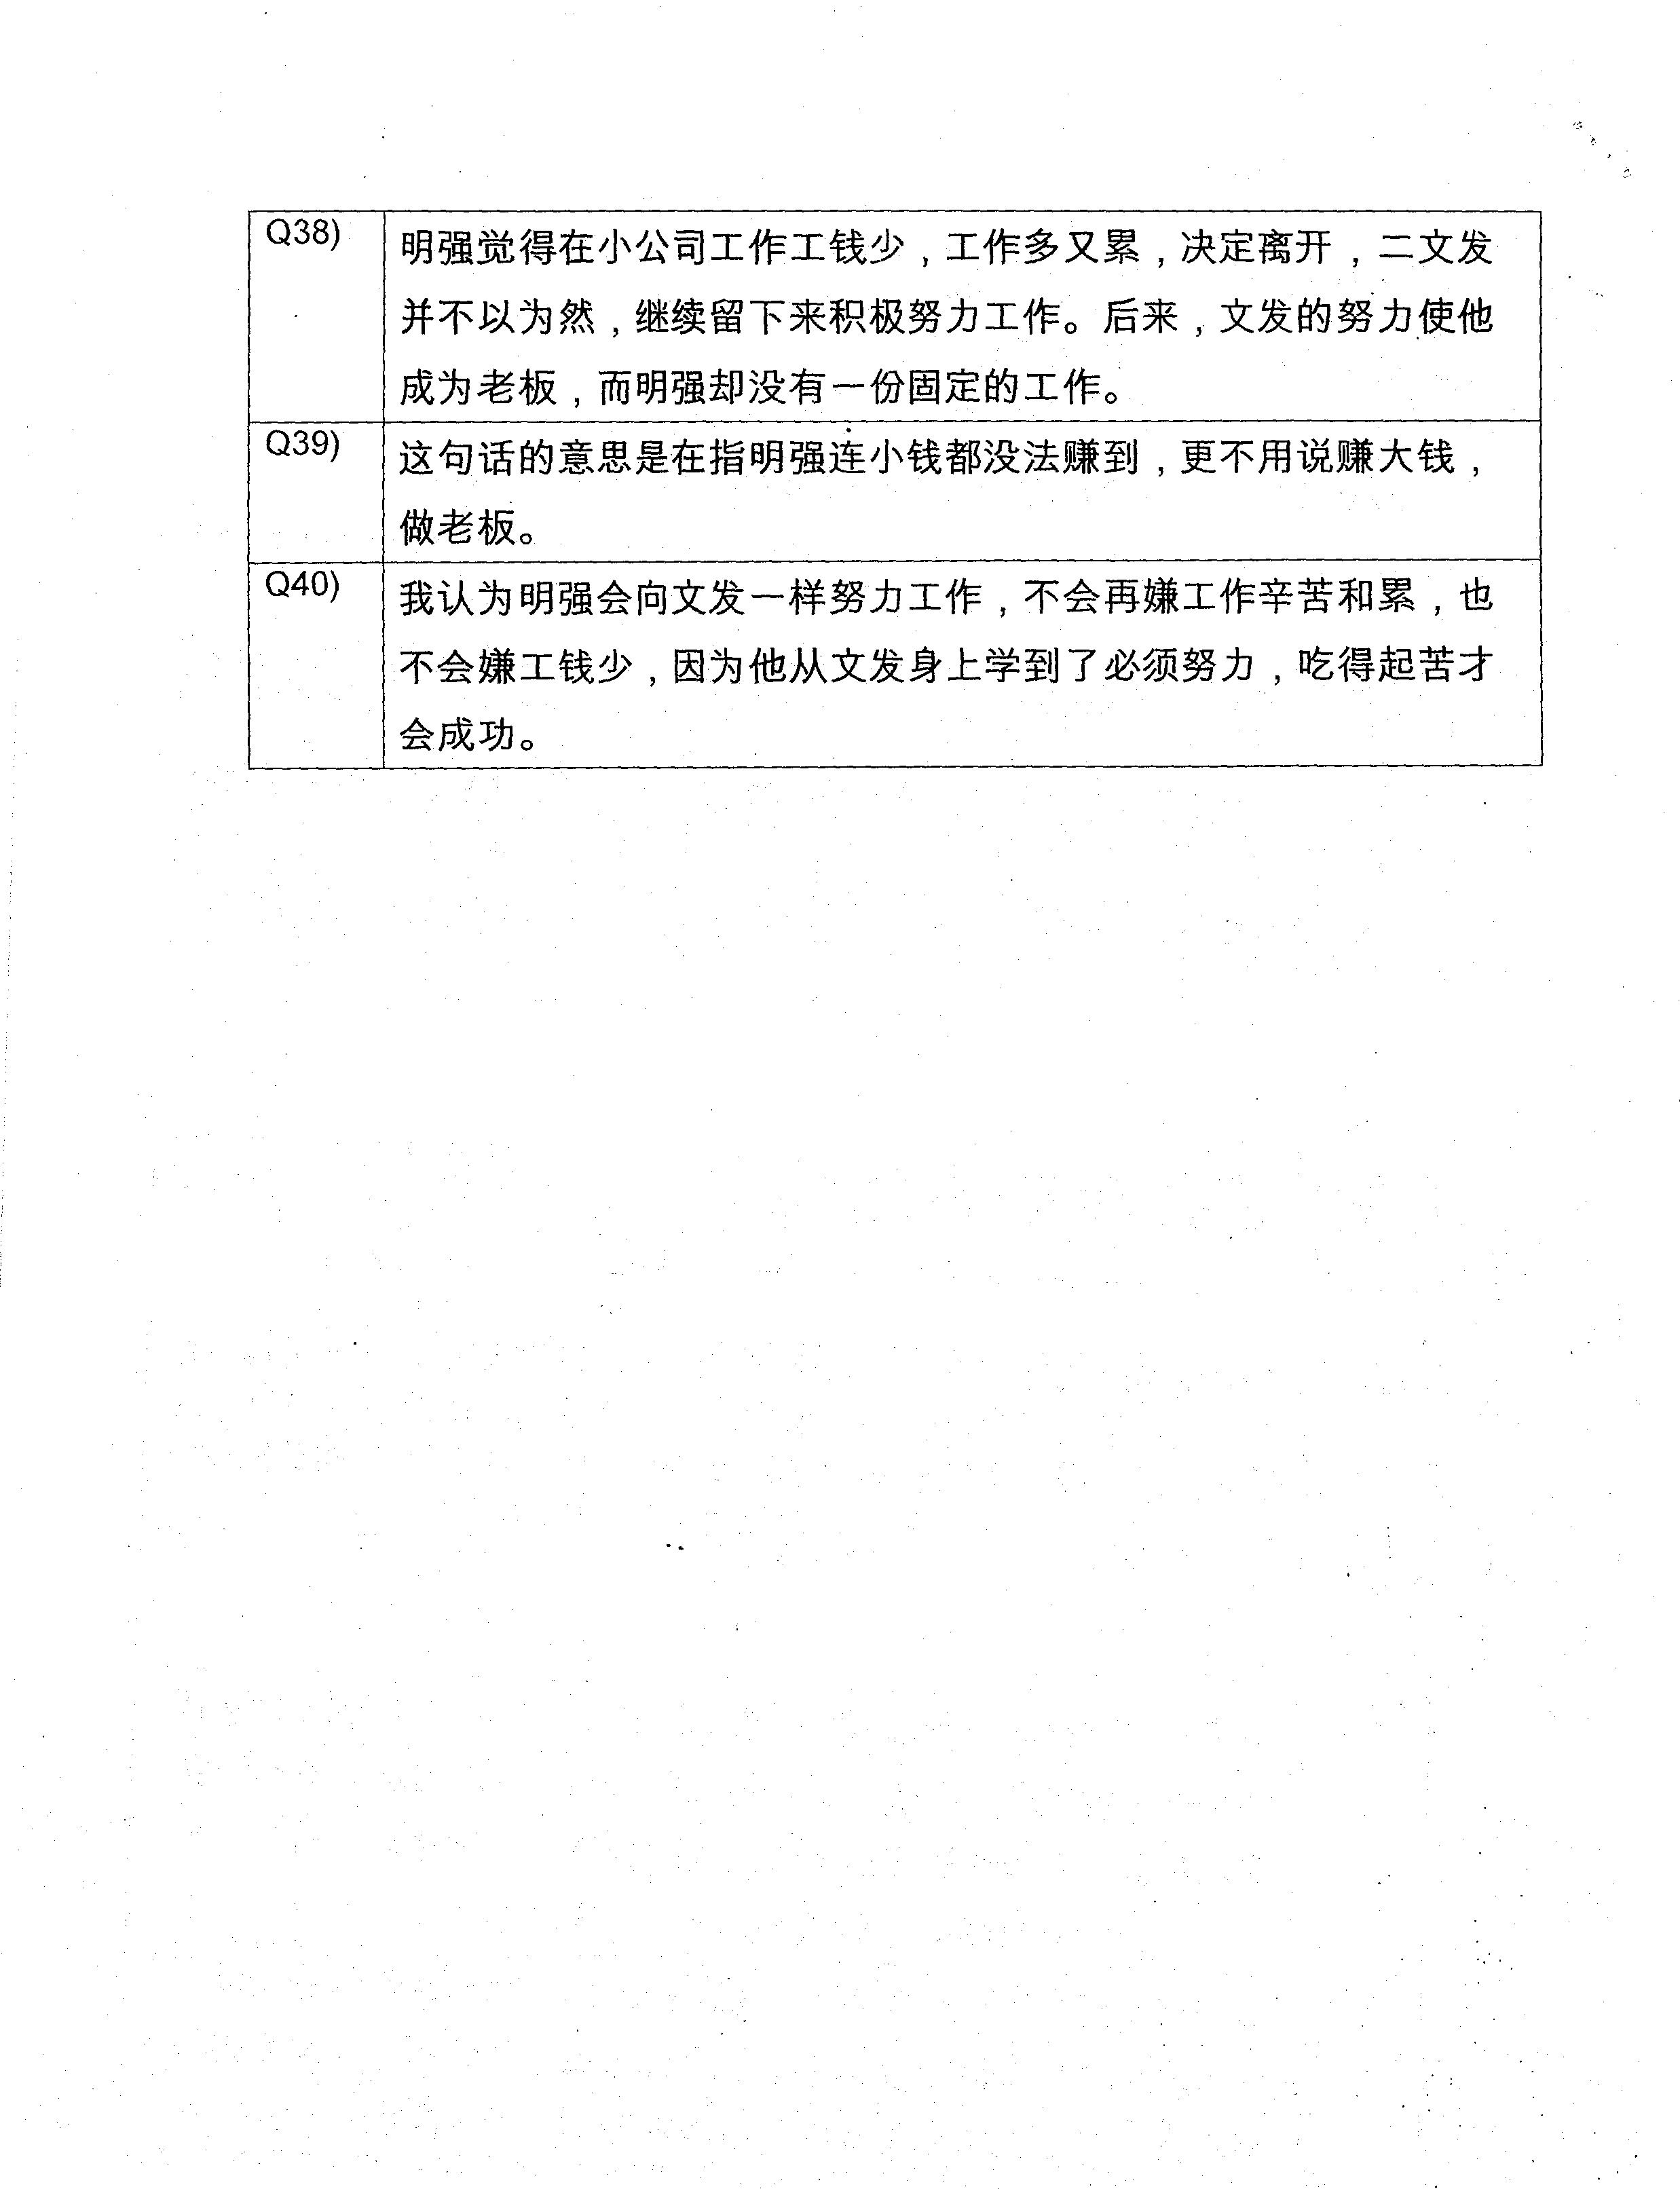 Q38)
明强觉得在小公司工作工钱少，工作多又累，决定离开，二文发
并不以为然，继续留下来积极努力工作。后来，文发的努力使他
成为老板，而明强却没有一份固定的工作。
Q39)
这句话的意思是在指明强连小钱都没法赚到，更不用说赚大钱，
做老板。
Q40)
我认为明强会向文发一样努力工作，不会再嫌工作辛苦和累，也
不会嫌工钱少，因为他从文发身上学到了必须努力，吃得起苦才
会成功。